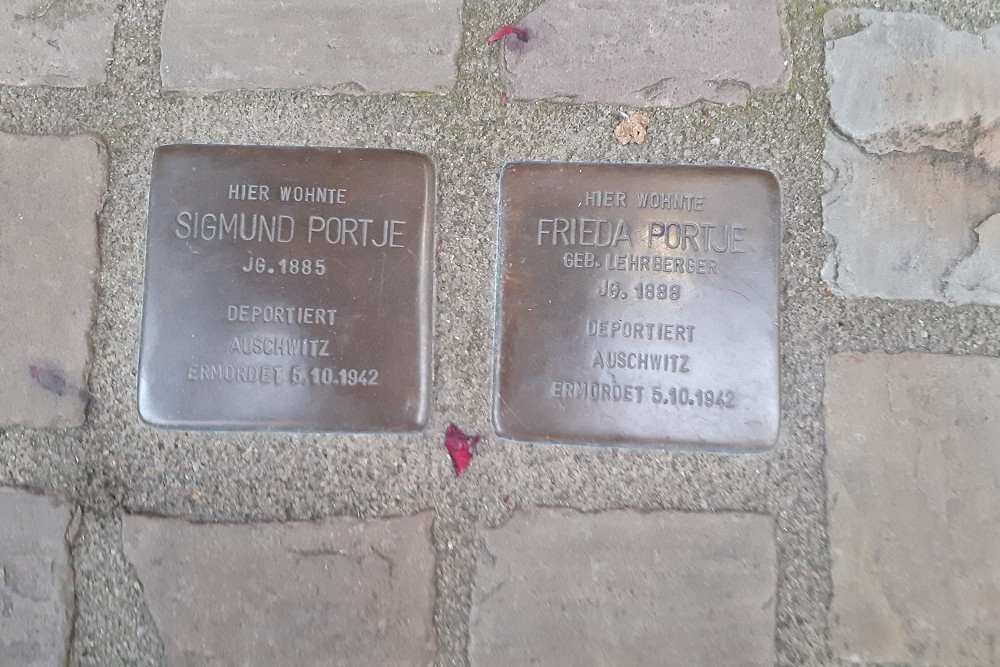 HIER WOHNTE
SIGMUND PORTJE
JG. 1885
DEPORTIERT
AUSCHWITZ
ERMORDET 5.10.1942
HIER WOHNTE
FRIEDA PORTJE
GEB. LEHRBERGER
JG. 1888
DEPORTIERT
AUSCHWITZ
ERMORDET 5.10.1942